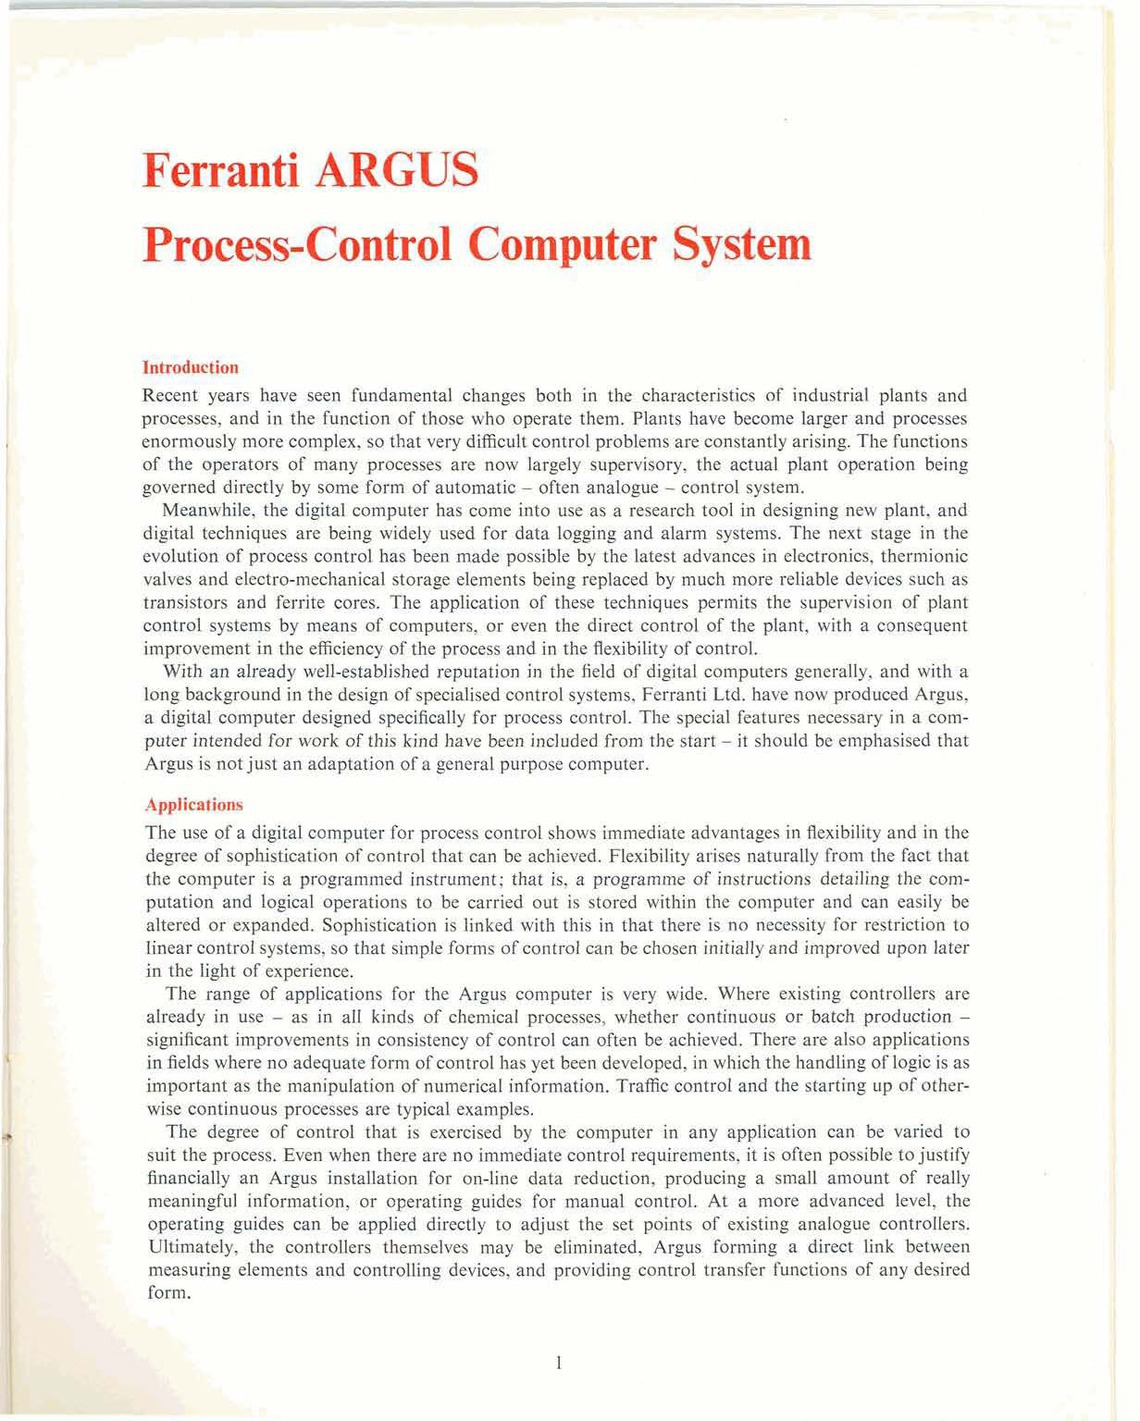 Ferranti ARGUS
Process-Control Computer System
Introduction
Recent years have seen fundamental changes both in the characteristics of industrial plants and
processes, and in the function of those who operate them. Plants have become larger and processes
enormously more complex, so that very difficult control problems are constantly arising. The functions
of the operators of many processes are now largely supervisory, the actual plant operation being
governed directly by some form of automatic – often analogue – control system.
Meanwhile, the digital computer has come into use as a research tool in designing new plant, and
digital techniques are being widely used for data logging and alarm systems. The next stage in the
evolution of process control has been made possible by the latest advances in electronics, thermionic
valves and electro-mechanical storage elements being replaced by much more reliable devices such as
transistors and ferrite cores. The application of these techniques permits the supervision of plant
control systems by means of computers, or even the direct control of the plant, with a consequent
improvement in the efficiency of the process and in the flexibility of control.
With an already well-established reputation in the field of digital computers generally, and with a
long background in the design of specialised control systems, Ferranti Ltd. have now produced Argus,
a digital computer designed specifically for process control. The special features necessary in a com-
puter intended for work of this kind have been included from the start – it should be emphasised that
Argus is not just an adaptation of a general purpose computer.
Applications
The use of a digital computer for process control shows immediate advantages in flexibility and in the
degree of sophistication of control that can be achieved. Flexibility arises naturally from the fact that
the computer is a programmed instrument; that is, a programme of instructions detailing the com-
putation and logical operations to be carried out is stored within the computer and can easily be
altered or expanded. Sophistication is linked with this in that there is no necessity for restriction to
linear control systems, so that simple forms of control can be chosen initially and improved upon later
in the light of experience.
The range of applications for the Argus computer is very wide. Where existing controllers are
already in use – as in all kinds of chemical processes, whether continuous or batch production –
significant improvements in consistency of control can often be achieved. There are also applications
in fields where no adequate form of control has yet been developed, in which the handling of logic is as
important as the manipulation of numerical information. Traffic control and the starting up of other-
wise continuous processes are typical examples.
The degree of control that is exercised by the computer in any application can be varied to
suit the process. Even when there are no immediate control requirements, it is often possible to justify
financially an Argus installation for on-line data reduction, producing a small amount of really
meaningful information, or operating guides for manual control. At a more advanced level, the
operating guides can be applied directly to adjust the set points of existing analogue controllers.
Ultimately, the controllers themselves may be eliminated, Argus forming a direct link between
measuring elements and controlling devices, and providing control transfer functions of any desired
form.
1